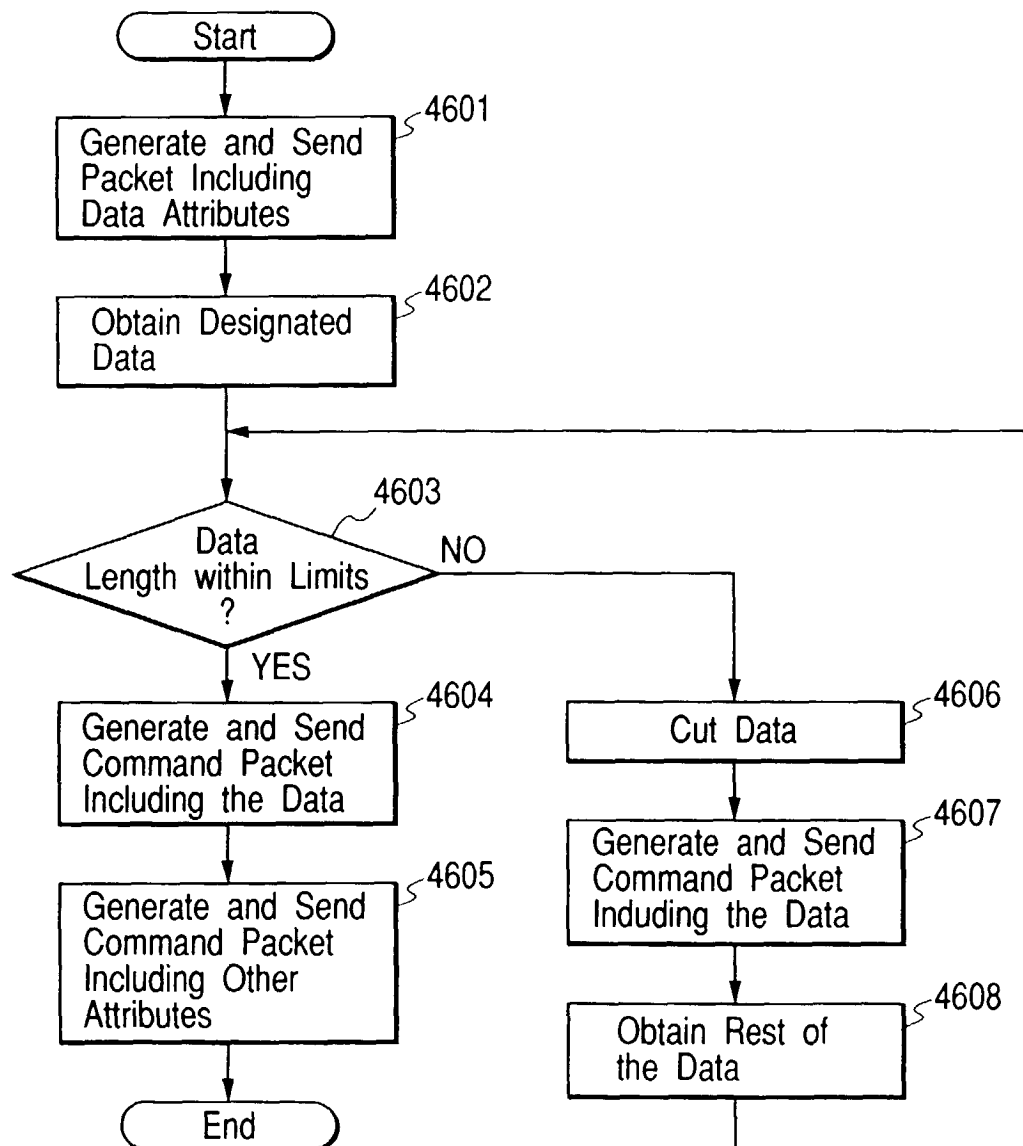 Start
4601
Generate and Send
Packet Including
Data Attributes
4602
Obtain Designated
Data
4603
Data
Length within Limits
?
NO
YES
4604
Generate and Send
Command Packet
Including the Data
4605
Generate and Send
Command Packet
Including Other
Attributes
End
4606
Cut Data
4607
Generate and Send
Command Packet
Induding the Data
4608
Obtain Rest of
the Data